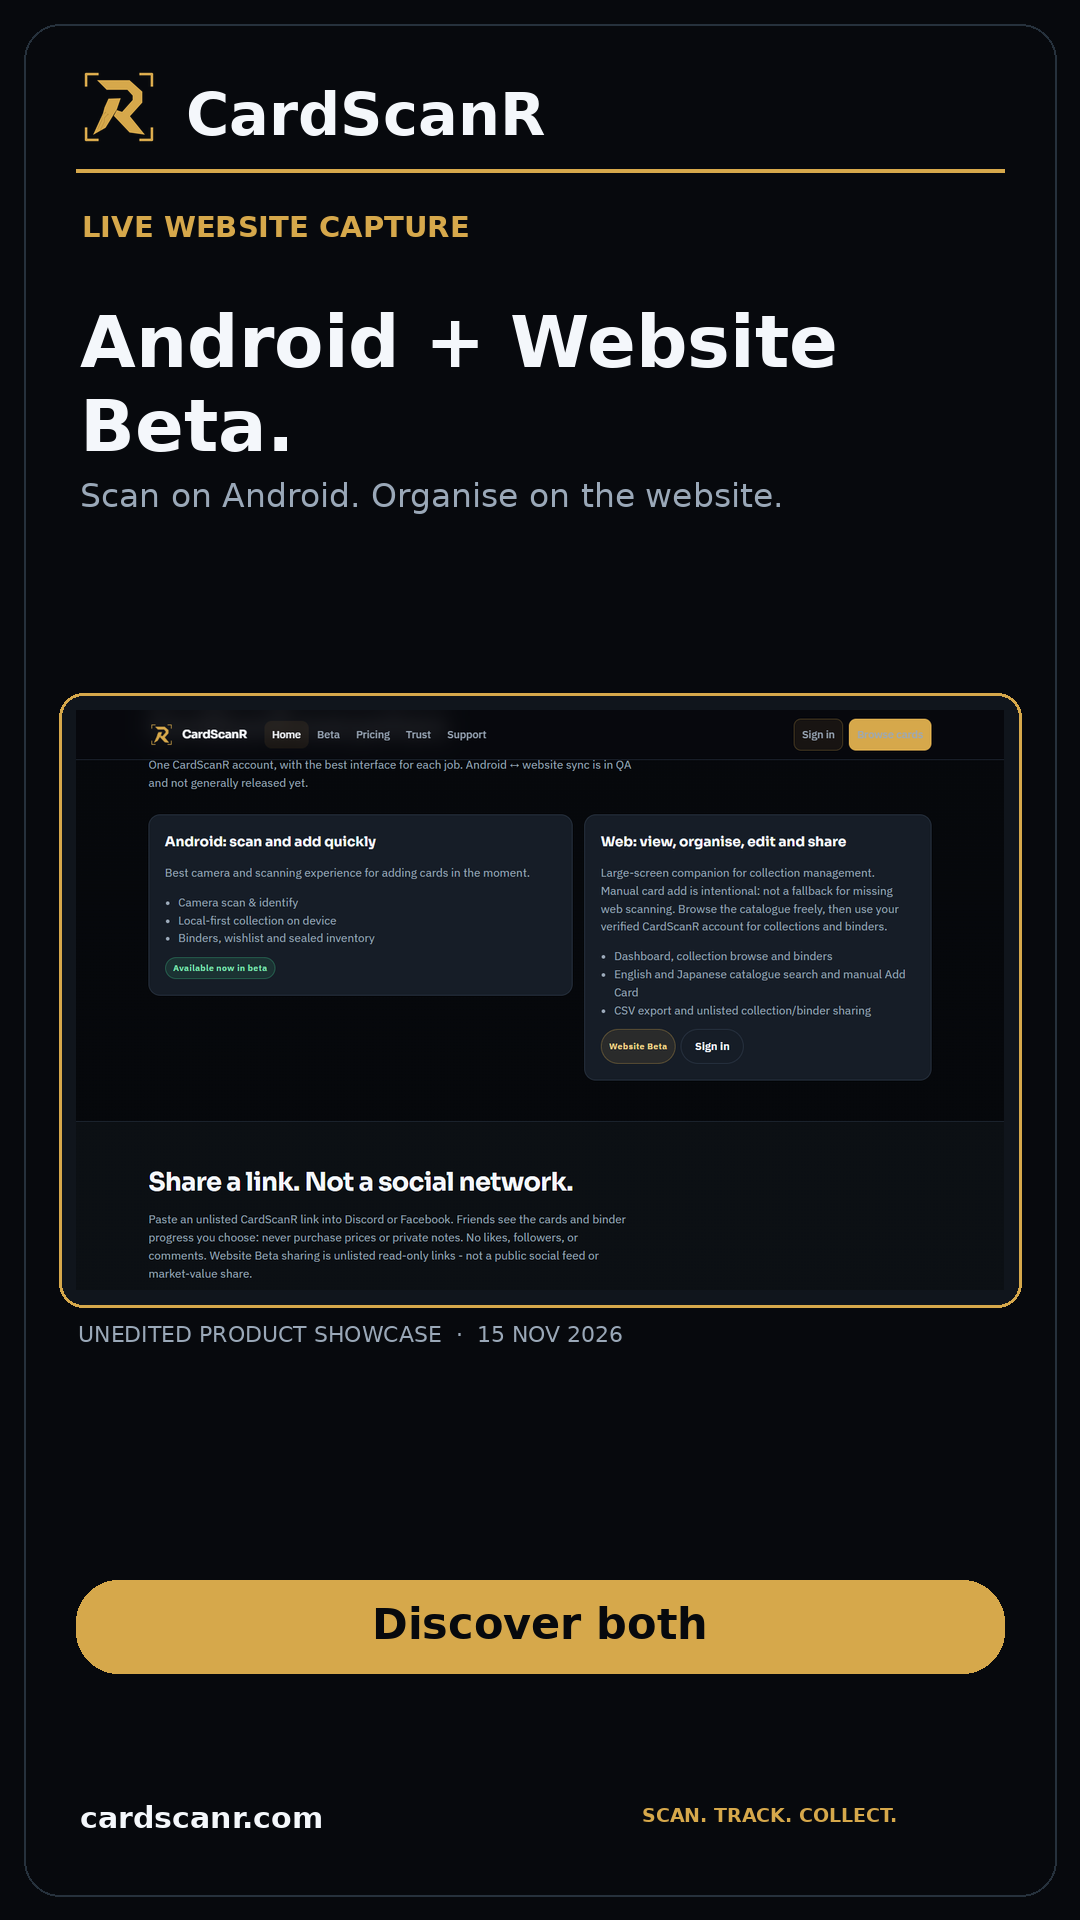 CardScanR
LIVE WEBSITE CAPTURE
Android + Website
Beta.
Scan on Android. Organise on the website.
CardScanR Home Beta Pricing Trust Support Sign in
One CardScanR account, with the best interface for each job. Android ↔ website sync is in QA
and not generally released yet.
Android: scan and add quickly
Best camera and scanning experience for adding cards in the moment.
• Camera scan & identify
• Local-first collection on device
• Binders, wishlist and sealed inventory
Available now in beta
Web: view, organise, edit and share
Large-screen companion for collection management.
Manual card add is intentional: not a fallback for missing
web scanning. Browse the catalogue freely, then use your
verified CardScanR account for collections and binders.
• Dashboard, collection browse and binders
• English and Japanese catalogue search and manual Add
Card
• CSV export and unlisted collection/binder sharing
Website Beta Sign in
Share a link. Not a social network.
Paste an unlisted CardScanR link into Discord or Facebook. Friends see the cards and binder
progress you choose: never purchase prices or private notes. No likes, followers, or
comments. Website Beta sharing is unlisted read-only links - not a public social feed or
market-value share.
UNEDITED PRODUCT SHOWCASE · 15 NOV 2026
Discover both
cardscanr.com
SCAN. TRACK. COLLECT.